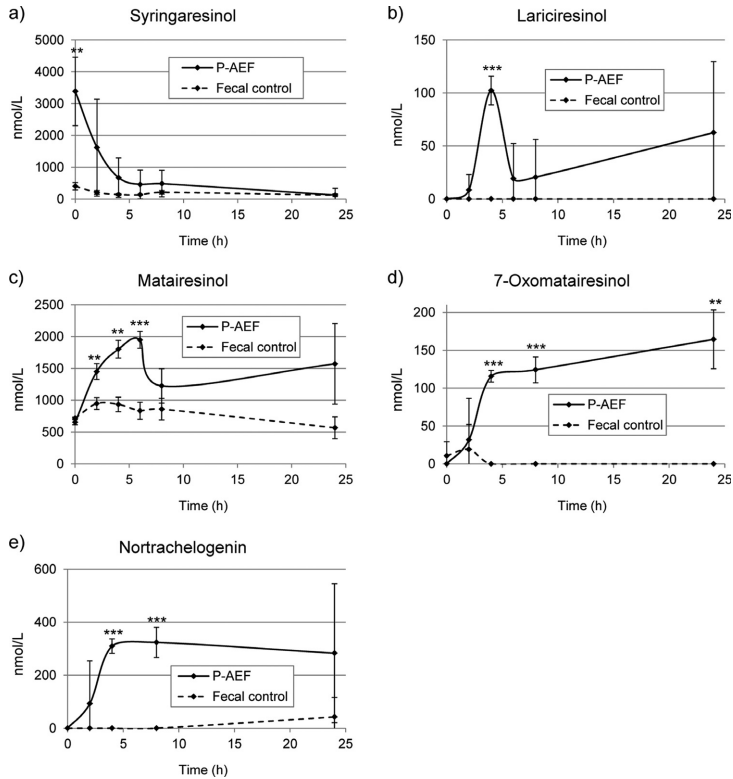 a) Syringaresinol
5000
4000
3000
2000
1000
0
nmol/L
**
P-AEF
Fecal control
0 5 10 15 20 25
Time (h)
b) Lariciresinol
150
100
50
0
nmol/L
***
P-AEF
Fecal control
0 5 10 15 20 25
Time (h)
c) Matairesinol
2500
2000
1500
1000
500
0
nmol/L
** ** ***
P-AEF
Fecal control
0 5 10 15 20 25
Time (h)
d) 7-Oxomatairesinol
200
150
100
50
0
nmol/L
*** *** **
P-AEF
Fecal control
0 5 10 15 20 25
Time (h)
e) Nortrachelogenin
600
400
200
0
nmol/L
*** ***
P-AEF
Fecal control
0 5 10 15 20 25
Time (h)